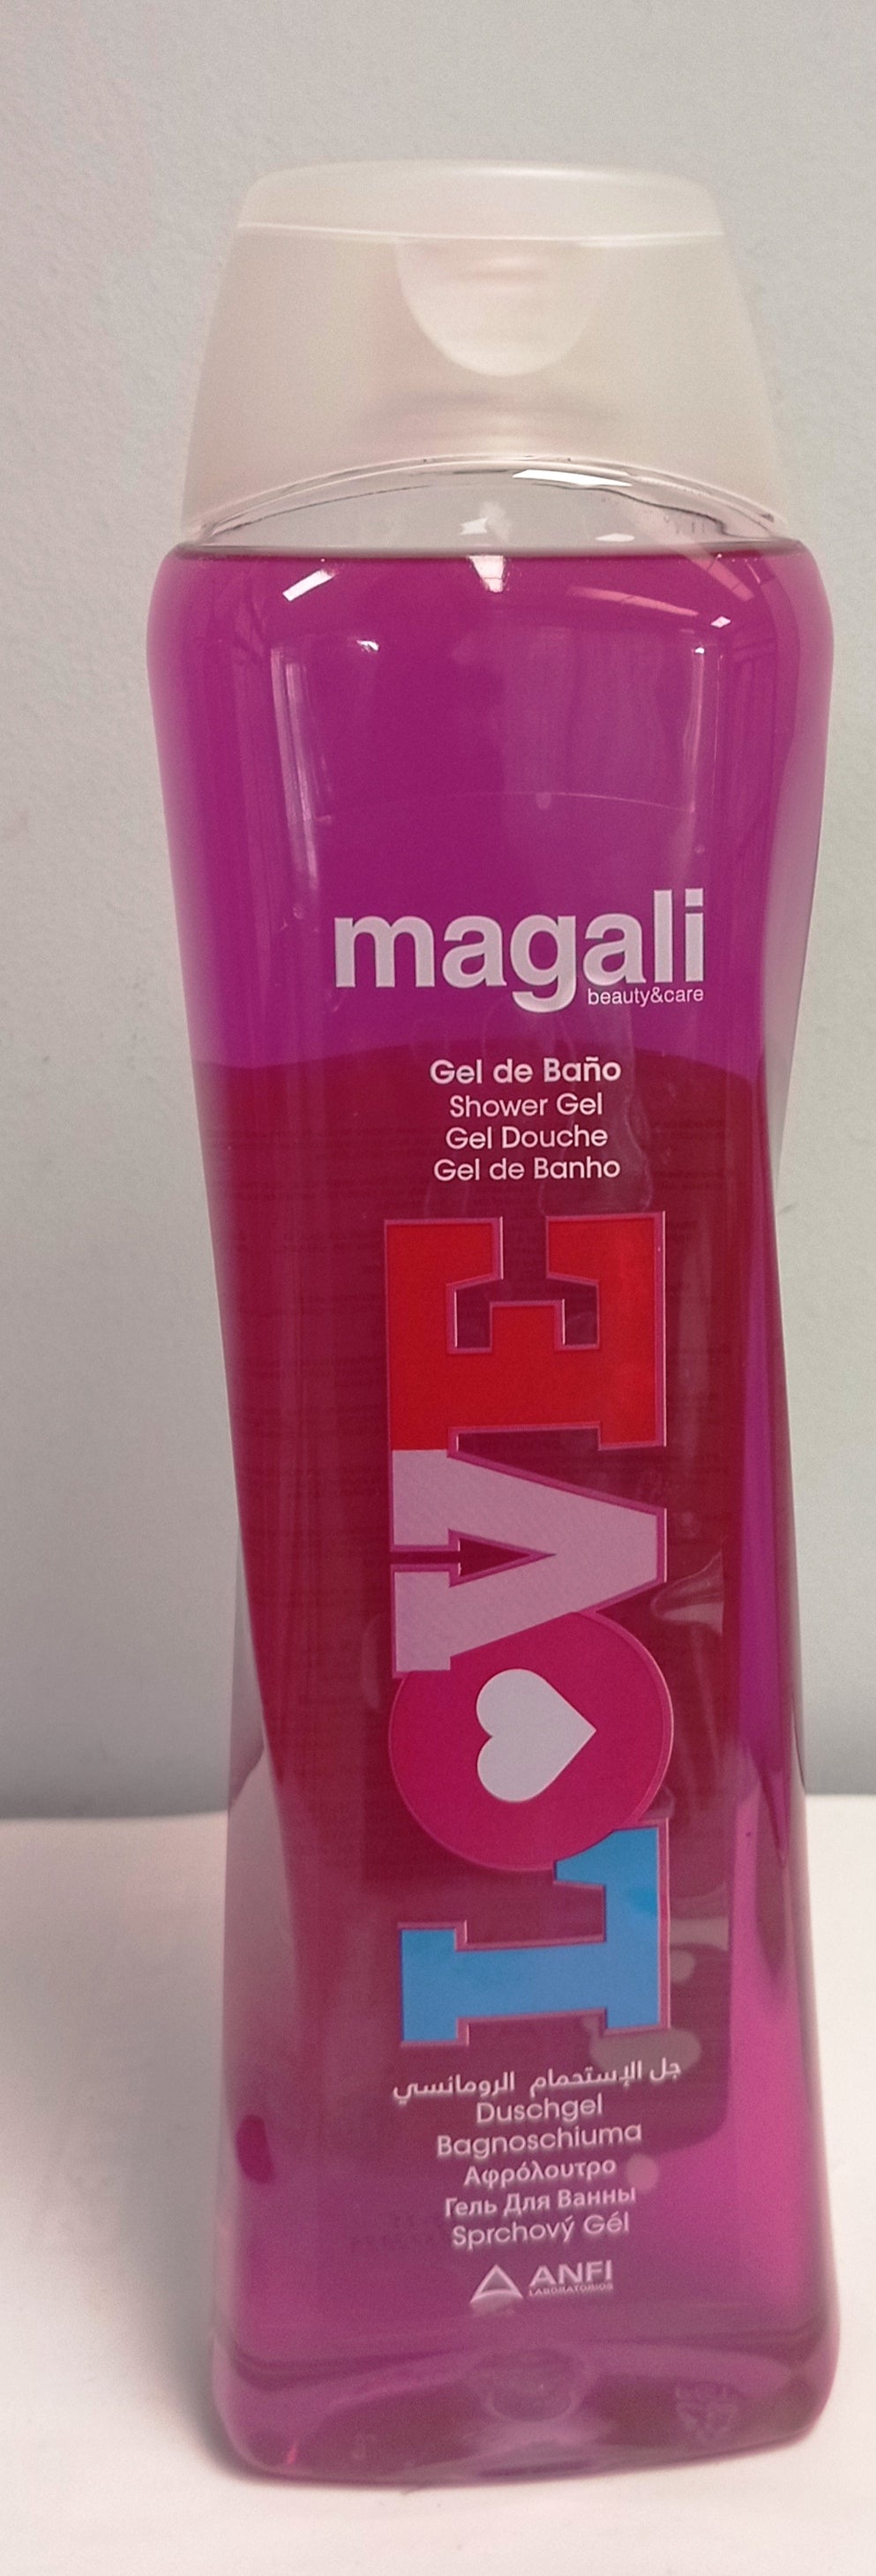 magali
beauty&care
Gel de Baño
Shower Gel
Gel Douche
Gel de Banho
LOVE
جل الإستحمام الرومانسي
Duschgel
Bagnoschiuma
Αφρόλουτρο
Гель Для Ванны
Sprchový Gél
ANFI
LABORATORIOS